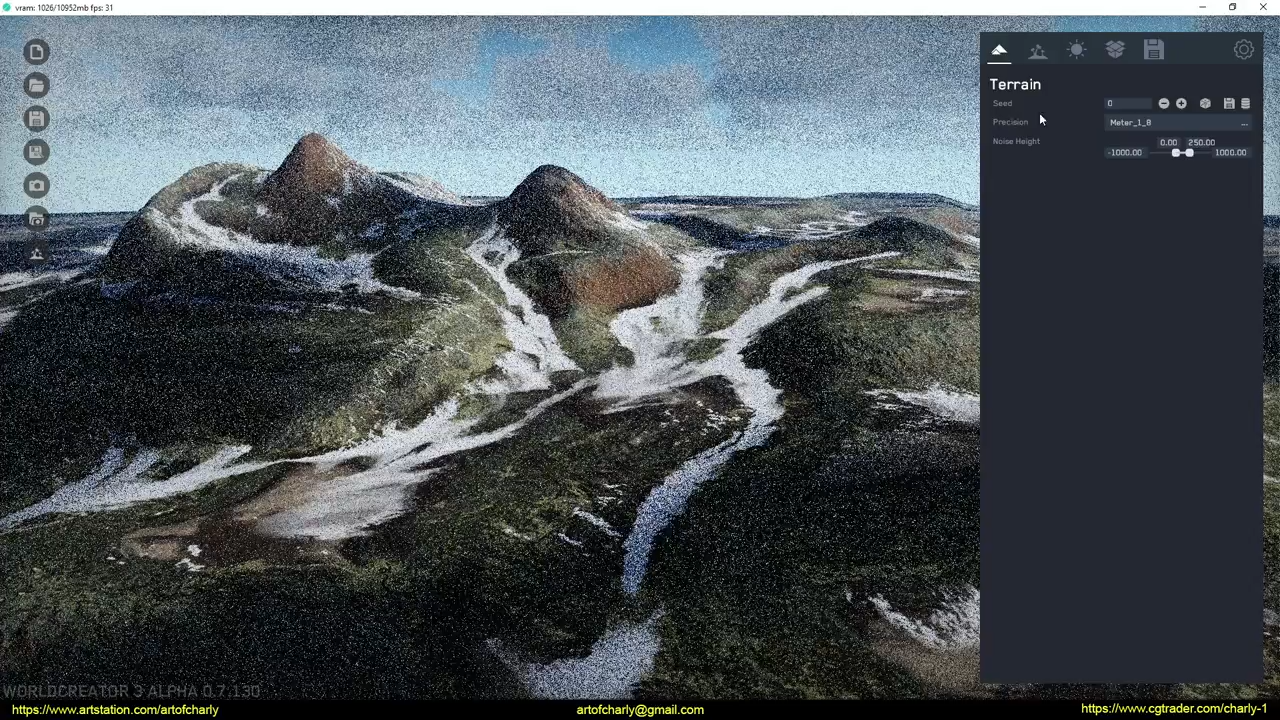 vram: 1026/10952mb fps: 31
Terrain
Seed
0
Precision
Meter_1_8
...
Noise Height
0.00 250.00
-1000.00 1000.00
WORLDCREATOR 3 ALPHA 0.7.130
https://www.artstation.com/artofcharly
artofcharly@gmail.com
https://www.cgtrader.com/charly-1